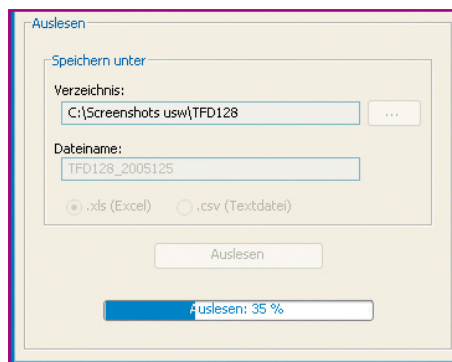 Auslesen
Speichern unter
Verzeichnis:
C:\Screenshots usw\TFD128
...
Dateiname:
TFD128_2005125
.xls (Excel) .csv (Textdatei)
Auslesen
Auslesen: 35 %